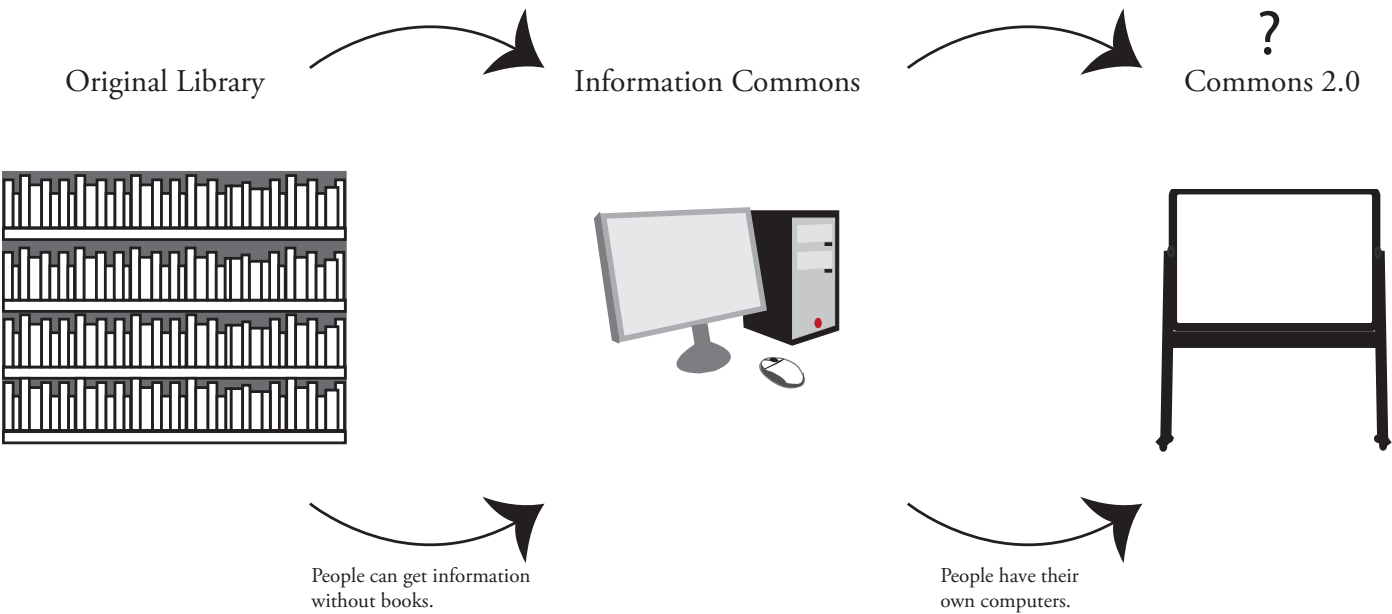 ?
Original Library
Information Commons
Commons 2.0
People can get information
without books.
People have their
own computers.